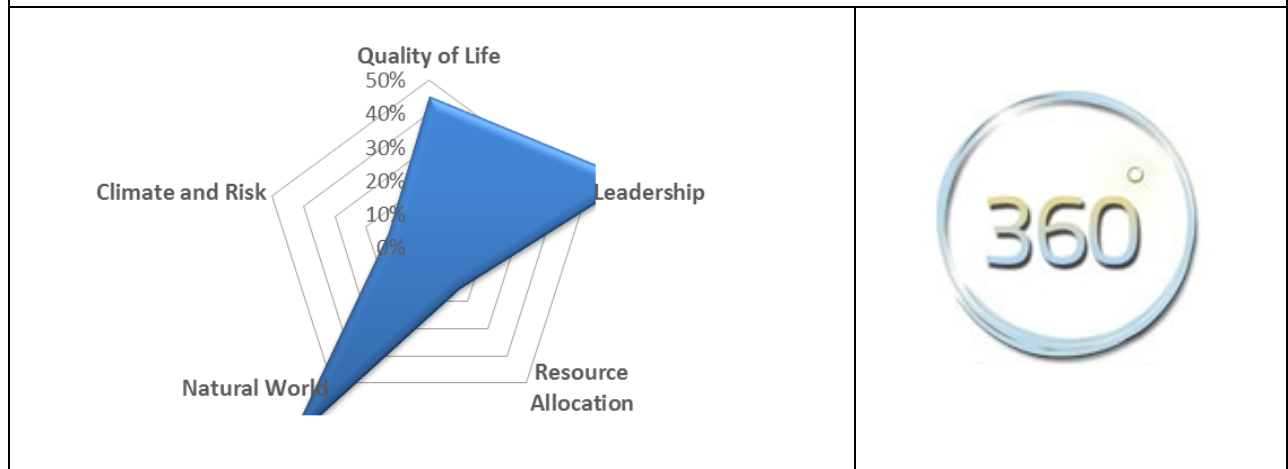 Quality of Life
50%
40%
30%
20%
10%
0%
Climate and Risk
Leadership
Natural World
Resource
Allocation
360°